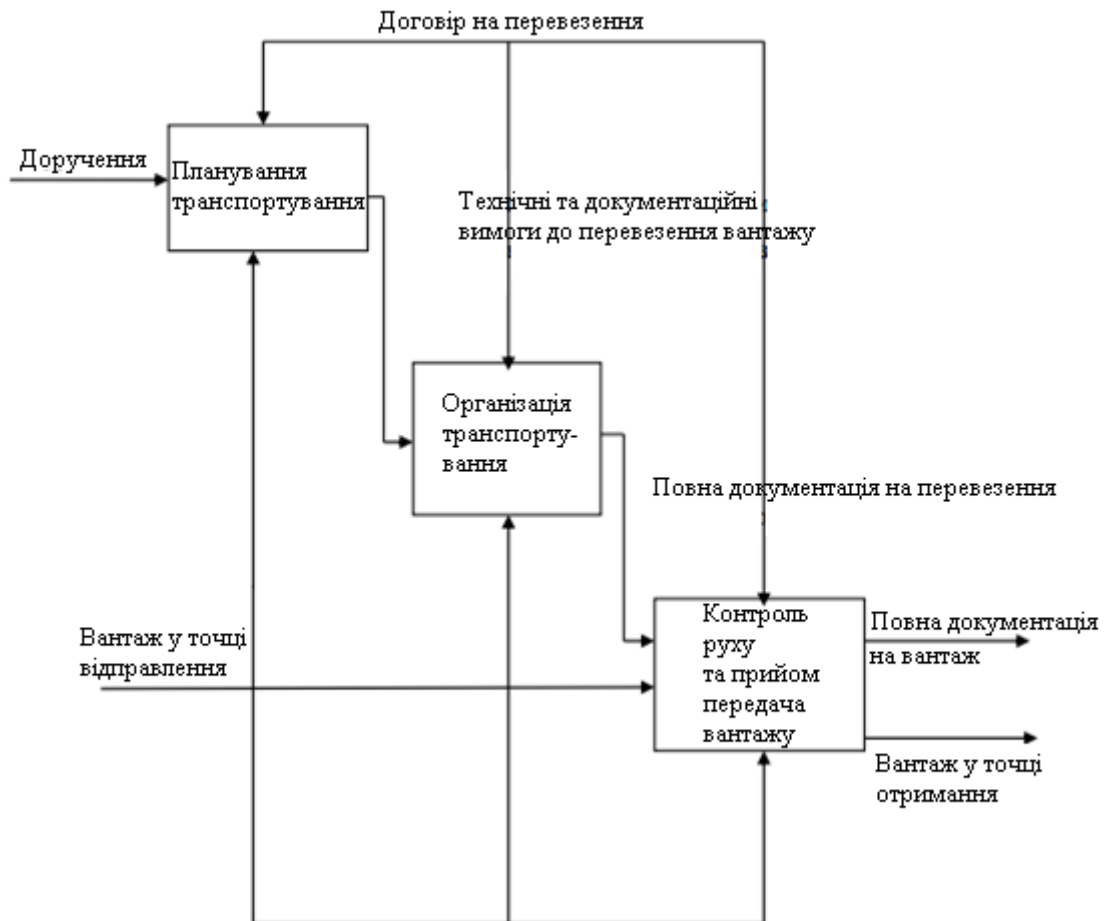 Договір на перевезення
Доручення
Планування
транспортування
Технічні та документаційні
вимоги до перевезення вантажу
Організація
транспорту-
вання
Повна документація на перевезення
Вантаж у точці
відправлення
Контроль
руху
та прийом
передача
вантажу
Повна документація
на вантаж
Вантаж у точці
отримання